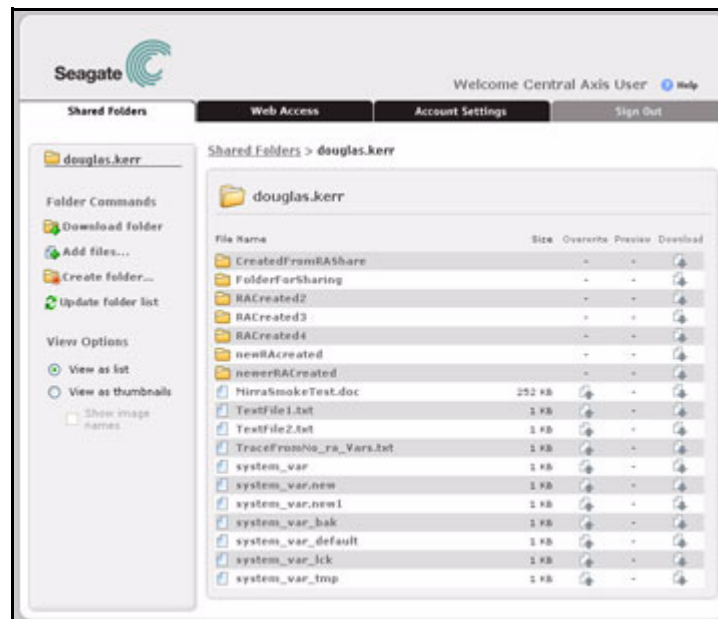 Seagate
Welcome Central Axis User Help
Shared Folders Web Access Account Settings Sign Out
douglas.kerr
Folder Commands
Download folder
Add files...
Create folder...
Update folder list
View Options
View as list
View as thumbnails
Show image names
Shared Folders > douglas.kerr
douglas.kerr
File Name Size Overwrite Preview Download
CreatedFromRAShare - -
FolderForSharing - -
RACreated2 - -
RACreated3 - -
RACreated4 - -
newRAcreated - -
newerRACreated - -
MirraSmokeTest.doc 252 KB -
TextFile1.txt 1 KB -
TextFile2.txt 1 KB -
TraceFromNo_ra_Vars.txt 1 KB -
system_var 1 KB -
system_var.new 1 KB -
system_var.new1 1 KB -
system_var_bak 1 KB -
system_var_default 1 KB -
system_var_lck 1 KB -
system_var_tmp 1 KB -